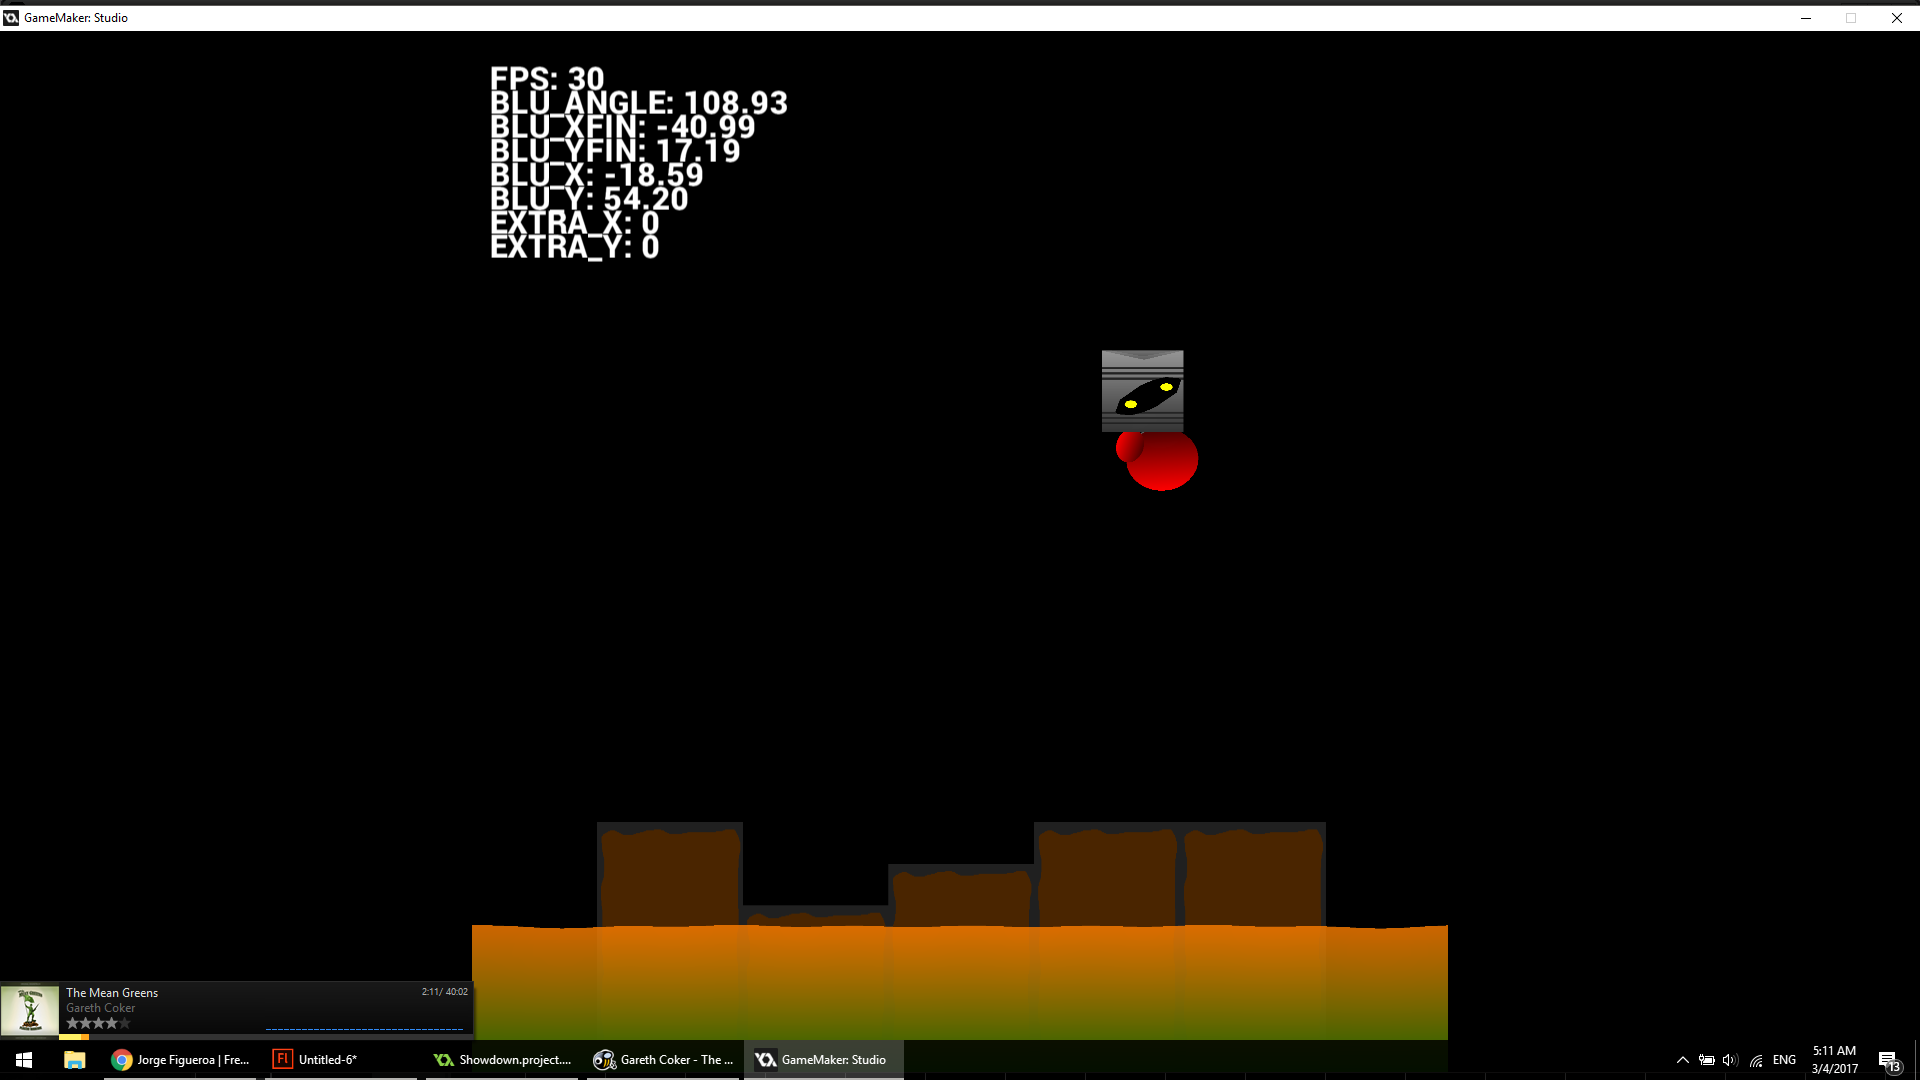 GameMaker: Studio
FPS: 30
BLU_ANGLE: 108.93
BLU_XFIN: -40.99
BLU_YFIN: 17.19
BLU_X: -18.59
BLU_Y: 54.20
EXTRA_X: 0
EXTRA_Y: 0
The Mean Greens 2:11/ 40:02
Gareth Coker
Jorge Figueroa | Fre... Untitled-6* Showdown.project.... Gareth Coker - The ... GameMaker: Studio ENG 5:11 AM
3/4/2017 13